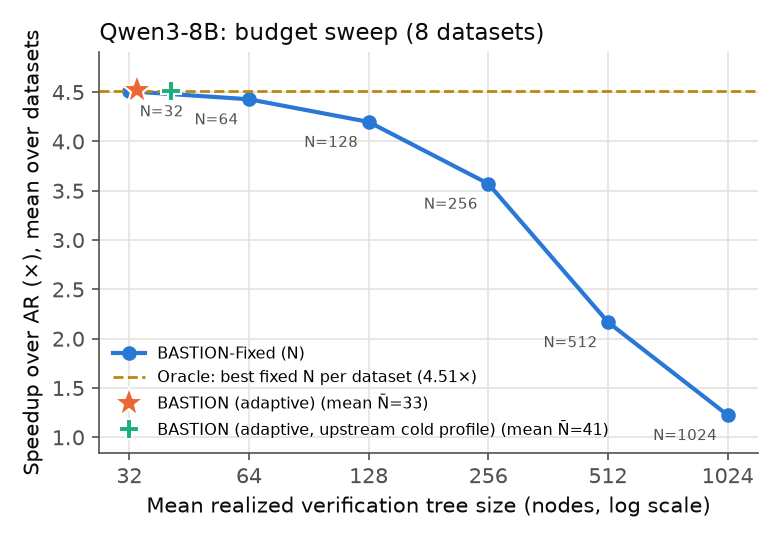 Qwen3-8B: budget sweep (8 datasets)
Speedup over AR (×), mean over datasets
4.5
4.0
3.5
3.0
2.5
2.0
1.5
1.0
N=32
N=64
N=128
N=256
N=512
N=1024
BASTION-Fixed (N)
Oracle: best fixed N per dataset (4.51×)
BASTION (adaptive) (mean N̄=33)
BASTION (adaptive, upstream cold profile) (mean N̄=41)
32 64 128 256 512 1024
Mean realized verification tree size (nodes, log scale)